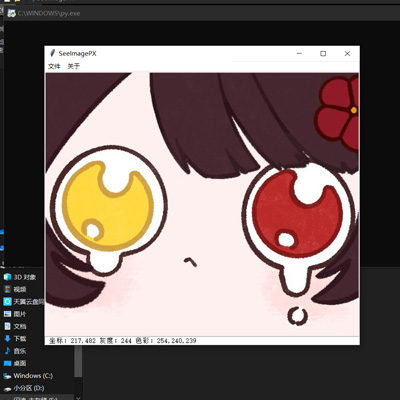 C:\WINDOWS\py.exe
SeeImagePX
文件 关于
坐标: 217,482 灰度: 244 色彩: 254,240,239
3D 对象
视频
天翼云盘同
图片
文档
下载
音乐
桌面
Windows (C:)
小分区 (D:)